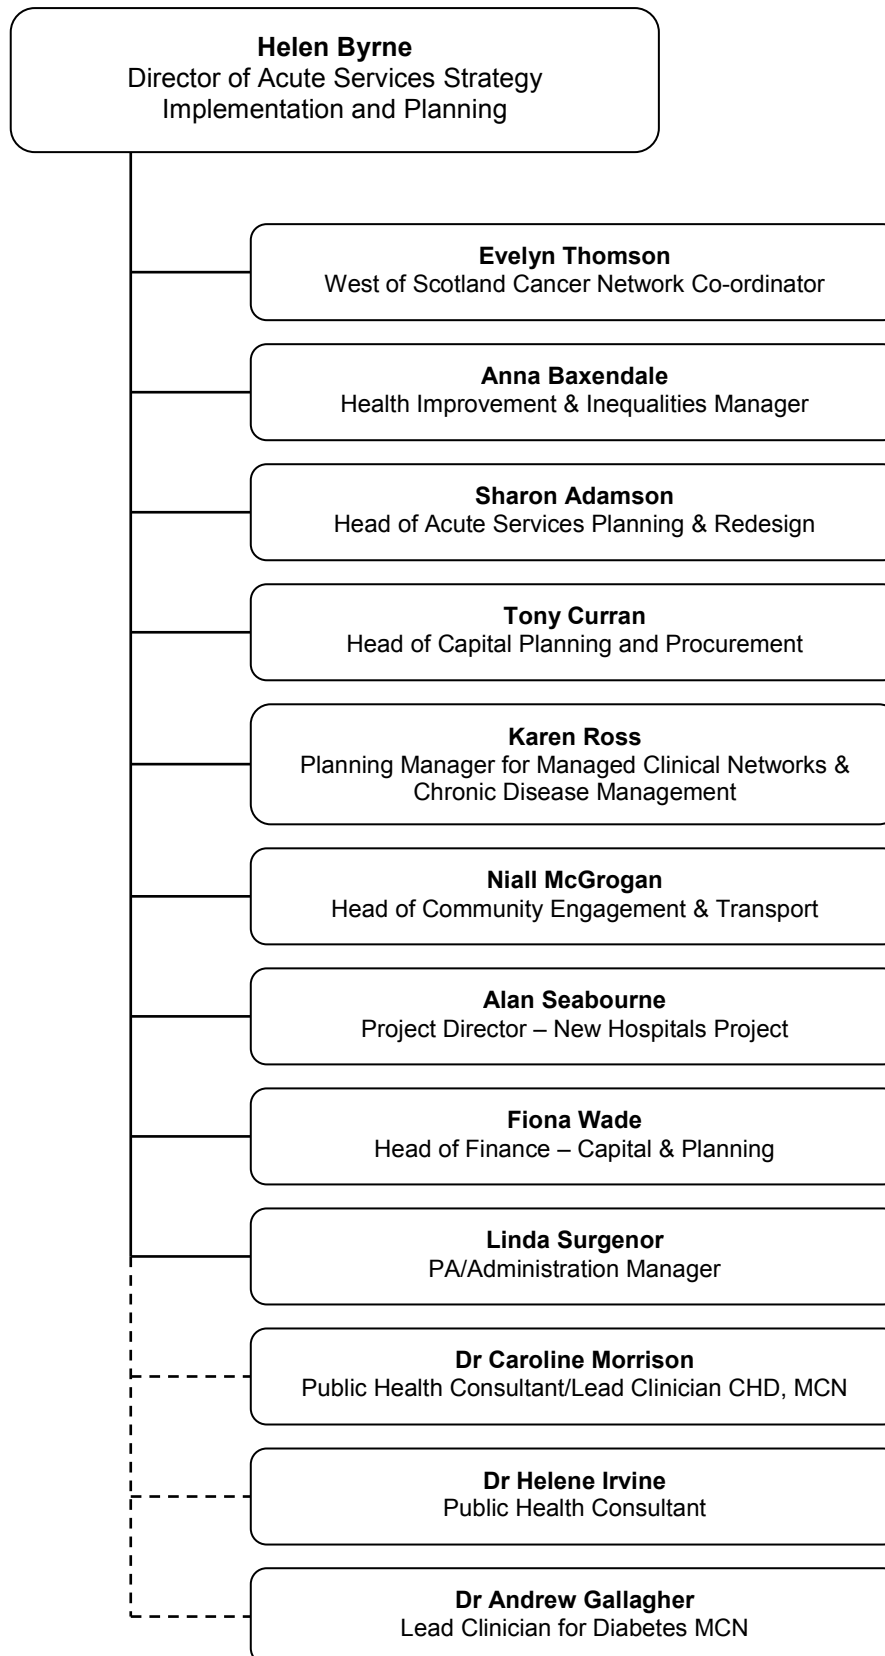 Helen Byrne
Director of Acute Services Strategy
Implementation and Planning
Evelyn Thomson
West of Scotland Cancer Network Co-ordinator
Anna Baxendale
Health Improvement & Inequalities Manager
Sharon Adamson
Head of Acute Services Planning & Redesign
Tony Curran
Head of Capital Planning and Procurement
Karen Ross
Planning Manager for Managed Clinical Networks &
Chronic Disease Management
Niall McGrogan
Head of Community Engagement & Transport
Alan Seabourne
Project Director – New Hospitals Project
Fiona Wade
Head of Finance – Capital & Planning
Linda Surgenor
PA/Administration Manager
Dr Caroline Morrison
Public Health Consultant/Lead Clinician CHD, MCN
Dr Helene Irvine
Public Health Consultant
Dr Andrew Gallagher
Lead Clinician for Diabetes MCN